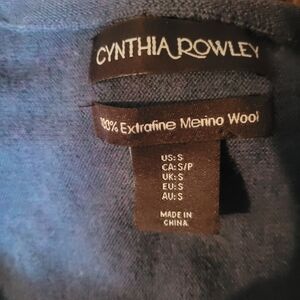 CYNTHIA ROWLEY
100% Extrafine Merino Wool
US: S
CA: S/P
UK: S
EU: S
AU: S
MADE IN
CHINA